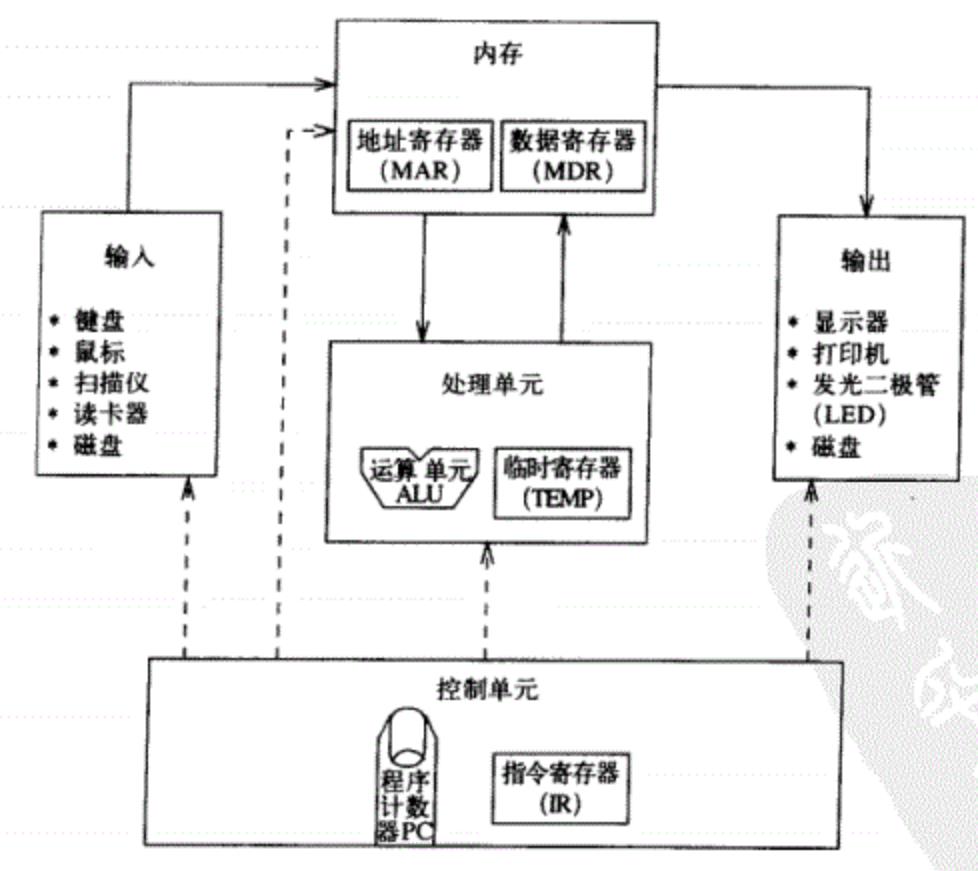 内存
地址寄存器
(MAR)
数据寄存器
(MDR)
输入
* 键盘
* 鼠标
* 扫描仪
* 读卡器
* 磁盘
输出
* 显示器
* 打印机
* 发光二极管
(LED)
* 磁盘
处理单元
运算单元
ALU
临时寄存器
(TEMP)
控制单元
程序
计数
器PC
指令寄存器
(IR)